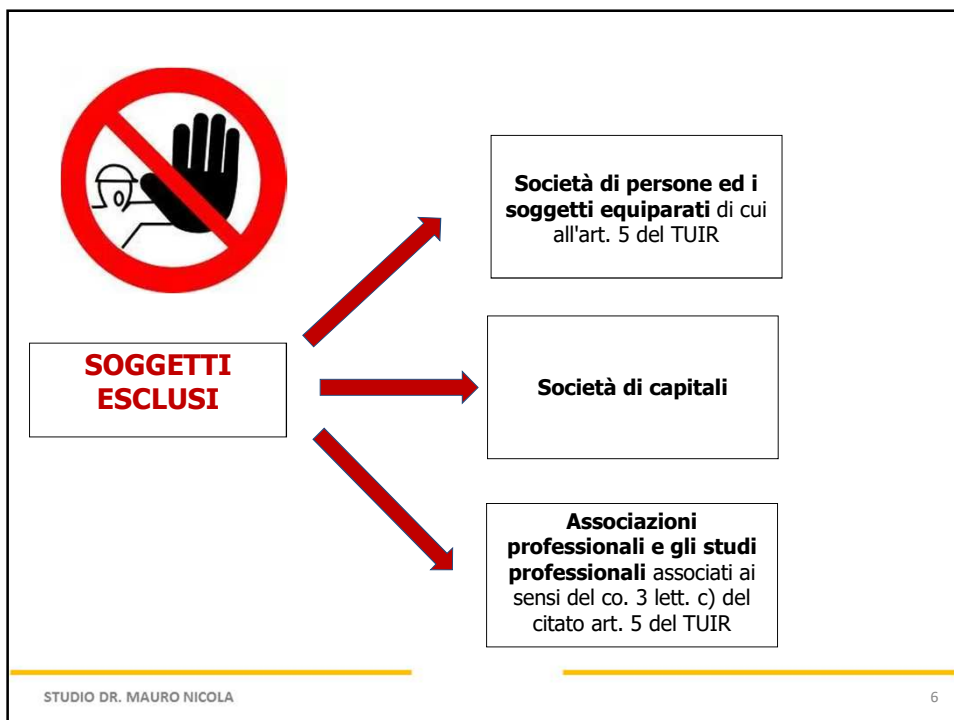 SOGGETTI
ESCLUSI
Società di persone ed i
soggetti equiparati di cui
all'art. 5 del TUIR
Società di capitali
Associazioni
professionali e gli studi
professionali associati ai
sensi del co. 3 lett. c) del
citato art. 5 del TUIR
STUDIO DR. MAURO NICOLA
6